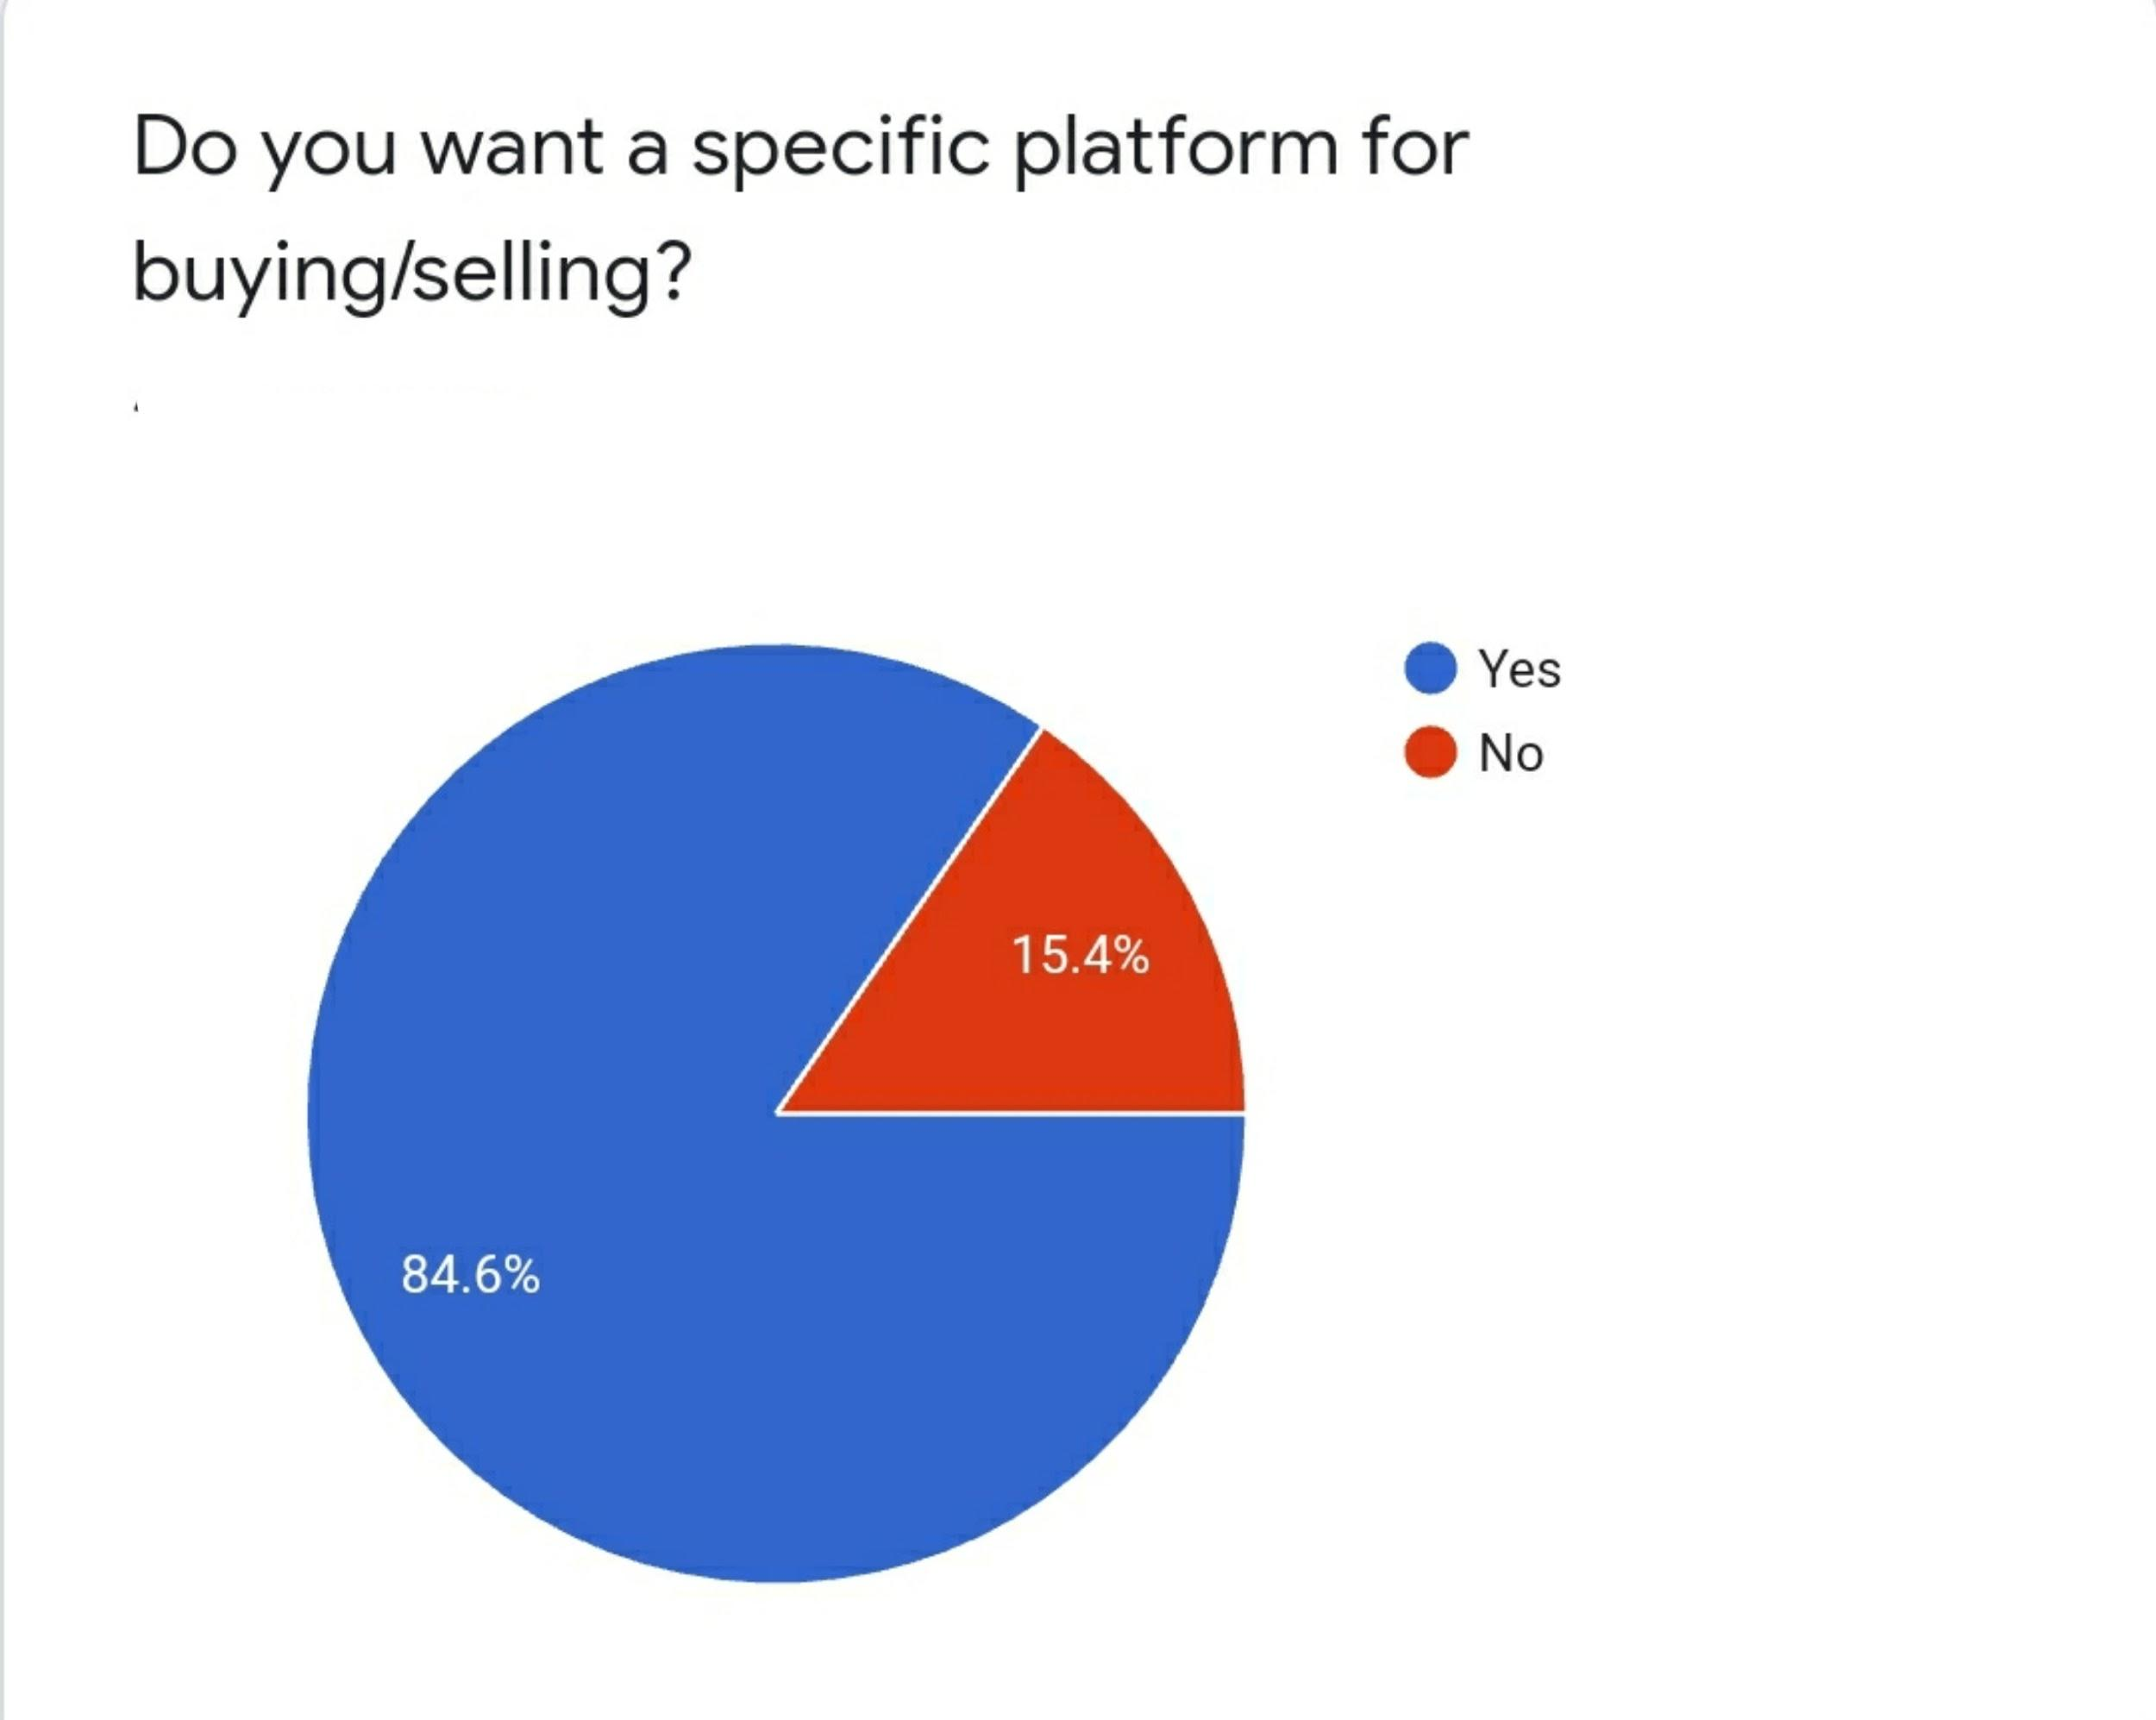 Do you want a specific platform for
buying/selling?
Yes
No
15.4%
84.6%